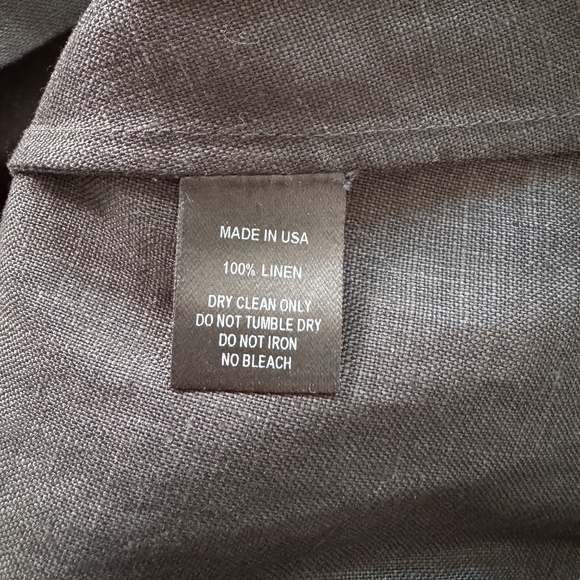 MADE IN USA
100% LINEN
DRY CLEAN ONLY
DO NOT TUMBLE DRY
DO NOT IRON
NO BLEACH